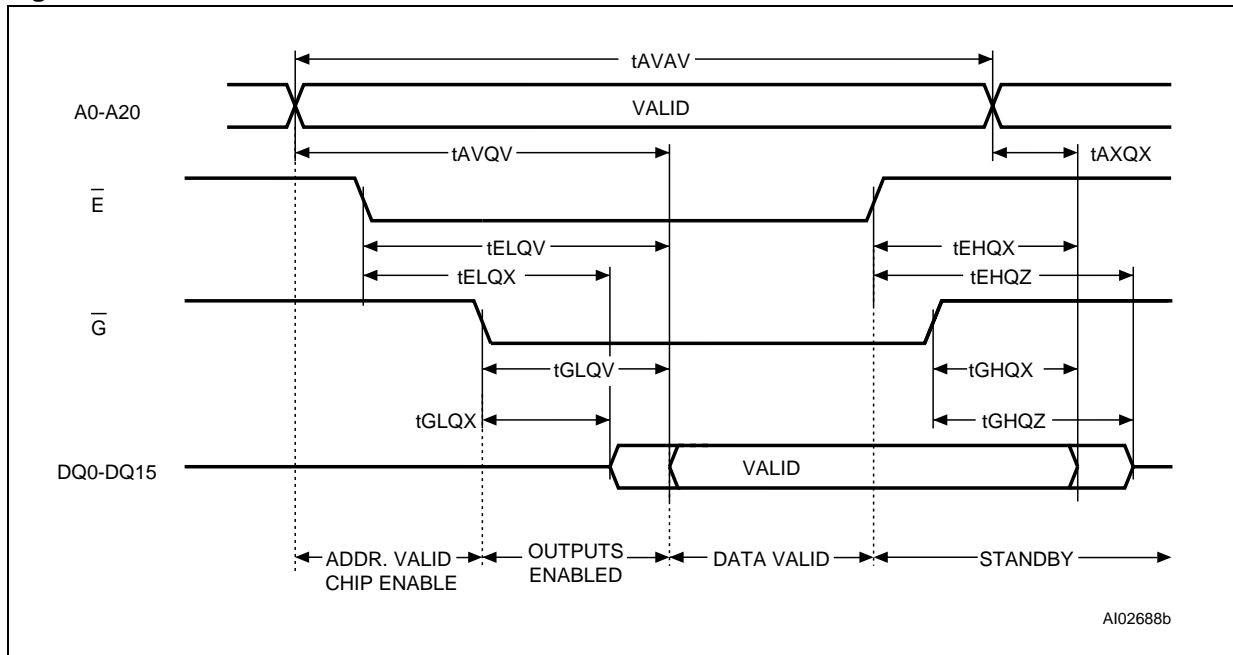 tAVAV
A0-A20
VALID
tAVQV
tAXQX
E
tELQV
tEHQX
tELQX
tEHQZ
G
tGLQV
tGHQX
tGLQX
tGHQZ
DQ0-DQ15
VALID
ADDR. VALID
CHIP ENABLE
OUTPUTS
ENABLED
DATA VALID
STANDBY
AI02688b